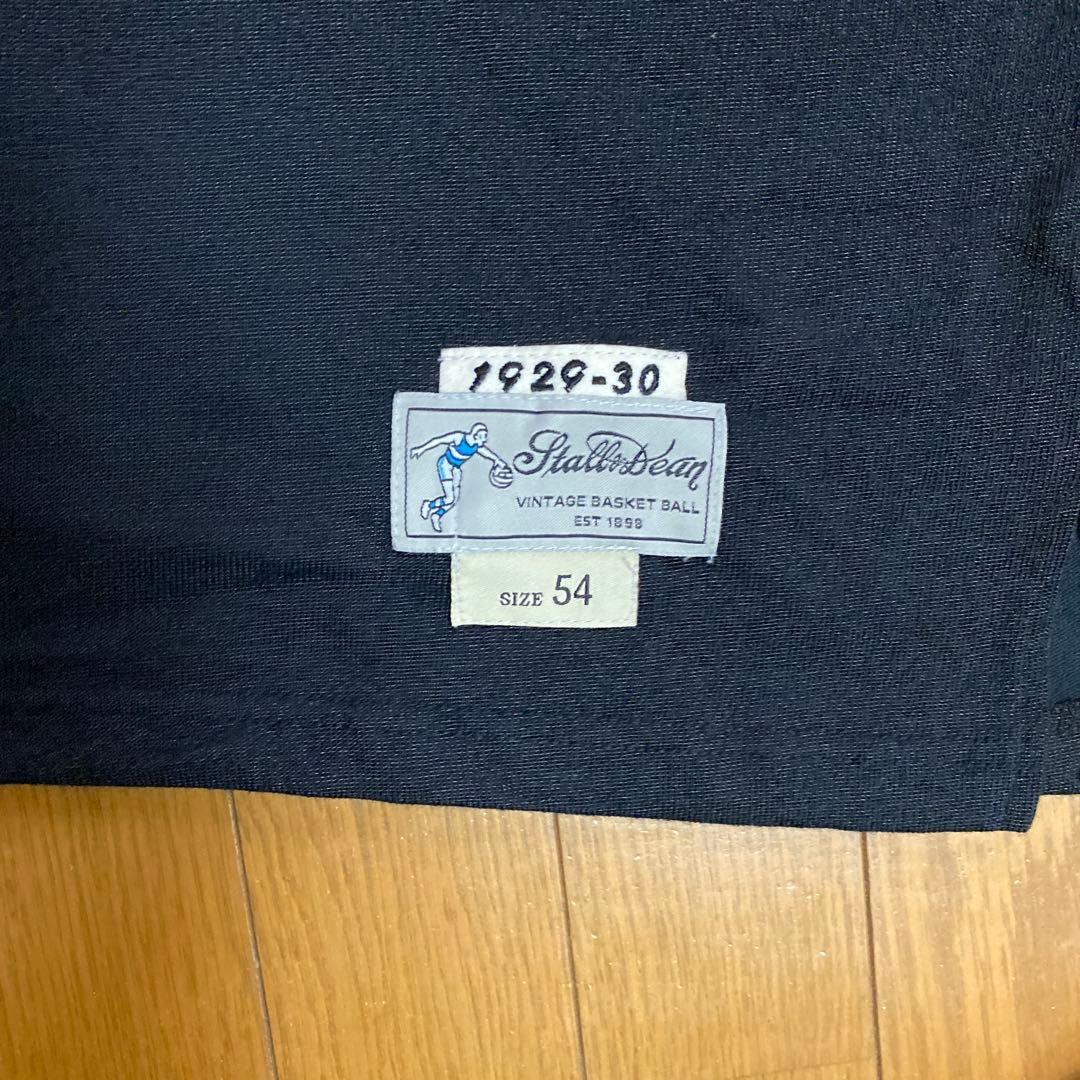 1929-30
Stall & Dean
VINTAGE BASKET BALL
EST 1898
SIZE 54